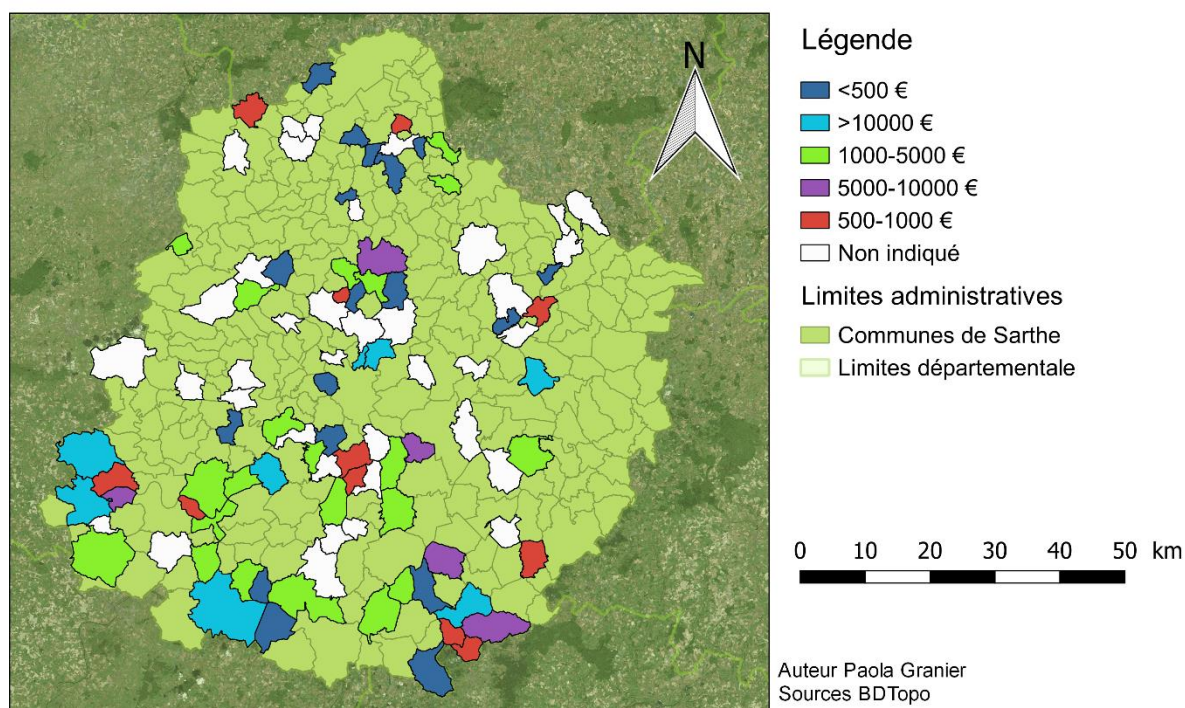 N
Légende
<500 €
>10000 €
1000-5000 €
5000-10000 €
500-1000 €
Non indiqué
Limites administratives
Communes de Sarthe
Limites départementale
0 10 20 30 40 50 km
Auteur Paola Granier
Sources BDTopo